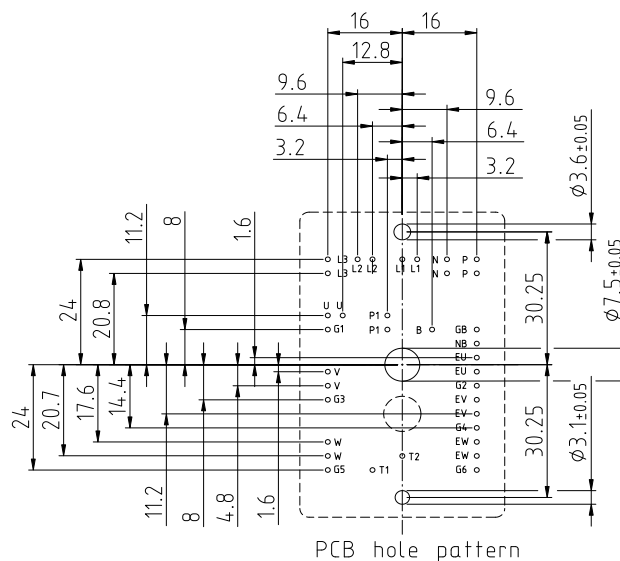 16 16
12.8
9.6 9.6
6.4 6.4
3.2 3.2
Ø3.6±0.05
11.2 8 1.6
Ø7.5±0.05
24 20.8
30.25
L3 L2 L2 L1 L1 N P
L3 N P
U U P1
G1 P1 B GB
NB
EU
V EU
V G2
G3 EV
EV
G4
W EW
W T2 EW
G5 T1 G6
24 20.7 17.6 14.4
30.25
Ø3.1±0.05
11.2 8 4.8 1.6
PCB hole pattern